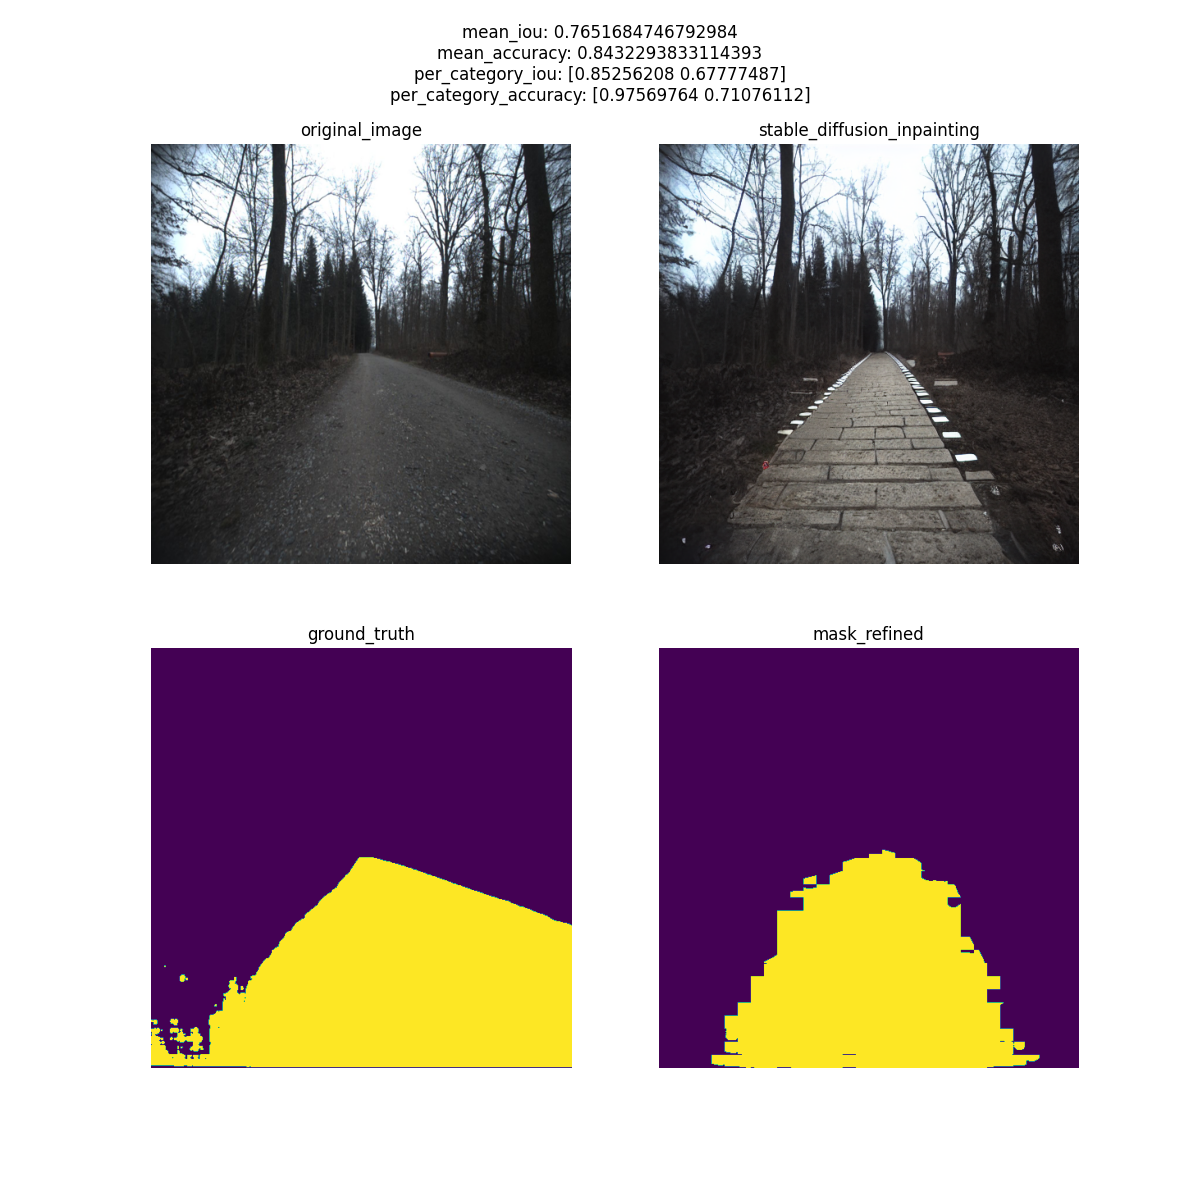 mean_iou: 0.7651684746792984
mean_accuracy: 0.8432293833114393
per_category_iou: [0.85256208 0.67777487]
per_category_accuracy: [0.97569764 0.71076112]
original_image
stable_diffusion_inpainting
ground_truth
mask_refined